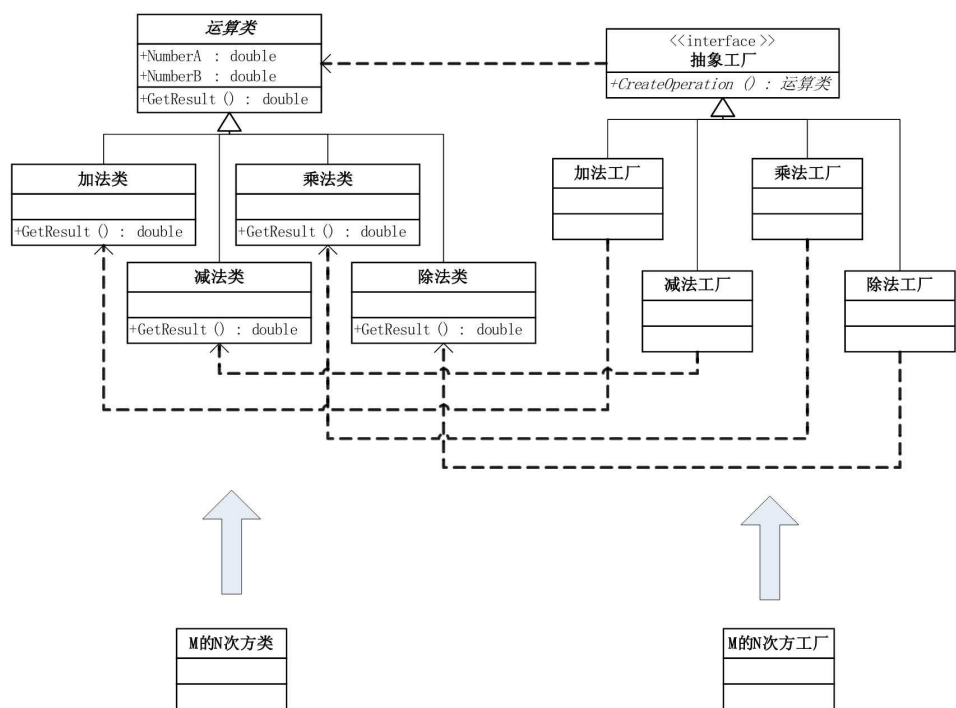 运算类
+NumberA : double
+NumberB : double
+GetResult () : double
<<interface>>
抽象工厂
+CreateOperation () : 运算类
加法类
+GetResult () : double
乘法类
+GetResult () : double
减法类
+GetResult () : double
除法类
+GetResult () : double
加法工厂
乘法工厂
减法工厂
除法工厂
M的N次方类
M的N次方工厂